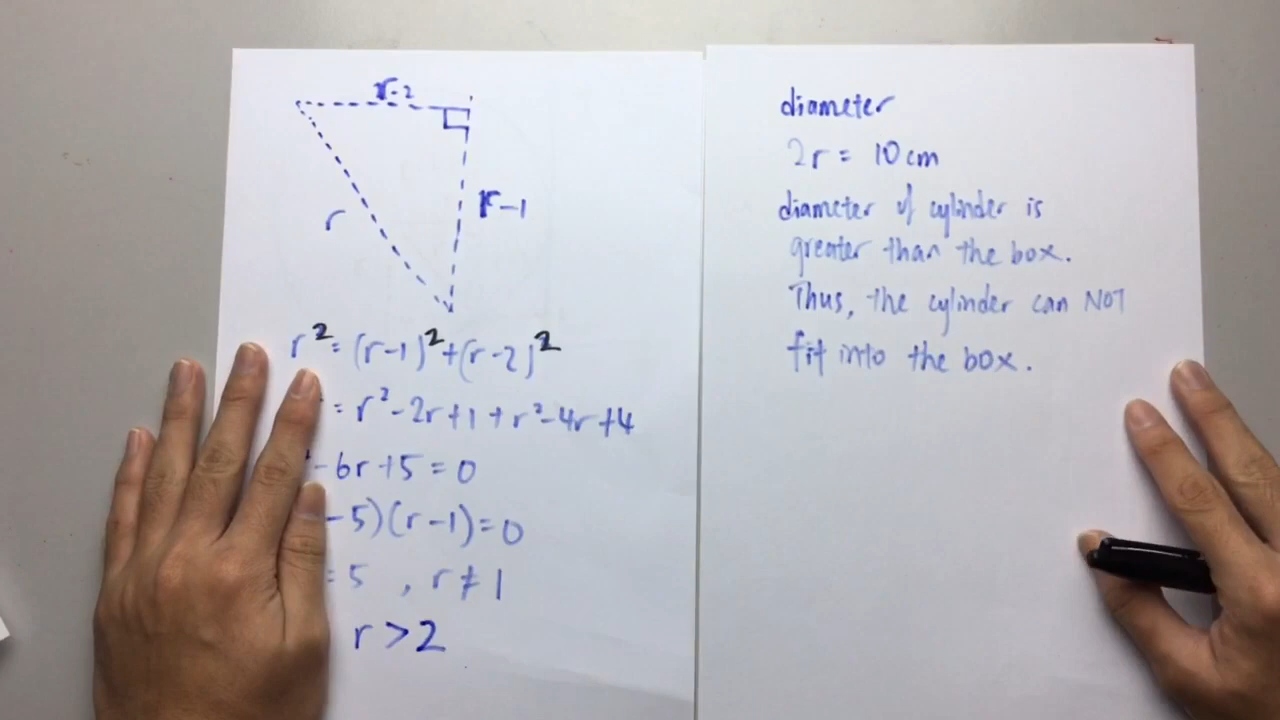 r-2
r-1
r
r² = (r-1)² + (r-2)²
= r² - 2r + 1 + r² - 4r + 4
- 6r + 5 = 0
- 5)(r - 1) = 0
= 5 , r ≠ 1
r > 2
diameter
2r = 10 cm
diameter of cylinder is
greater than the box.
Thus, the cylinder can NOT
fit into the box.